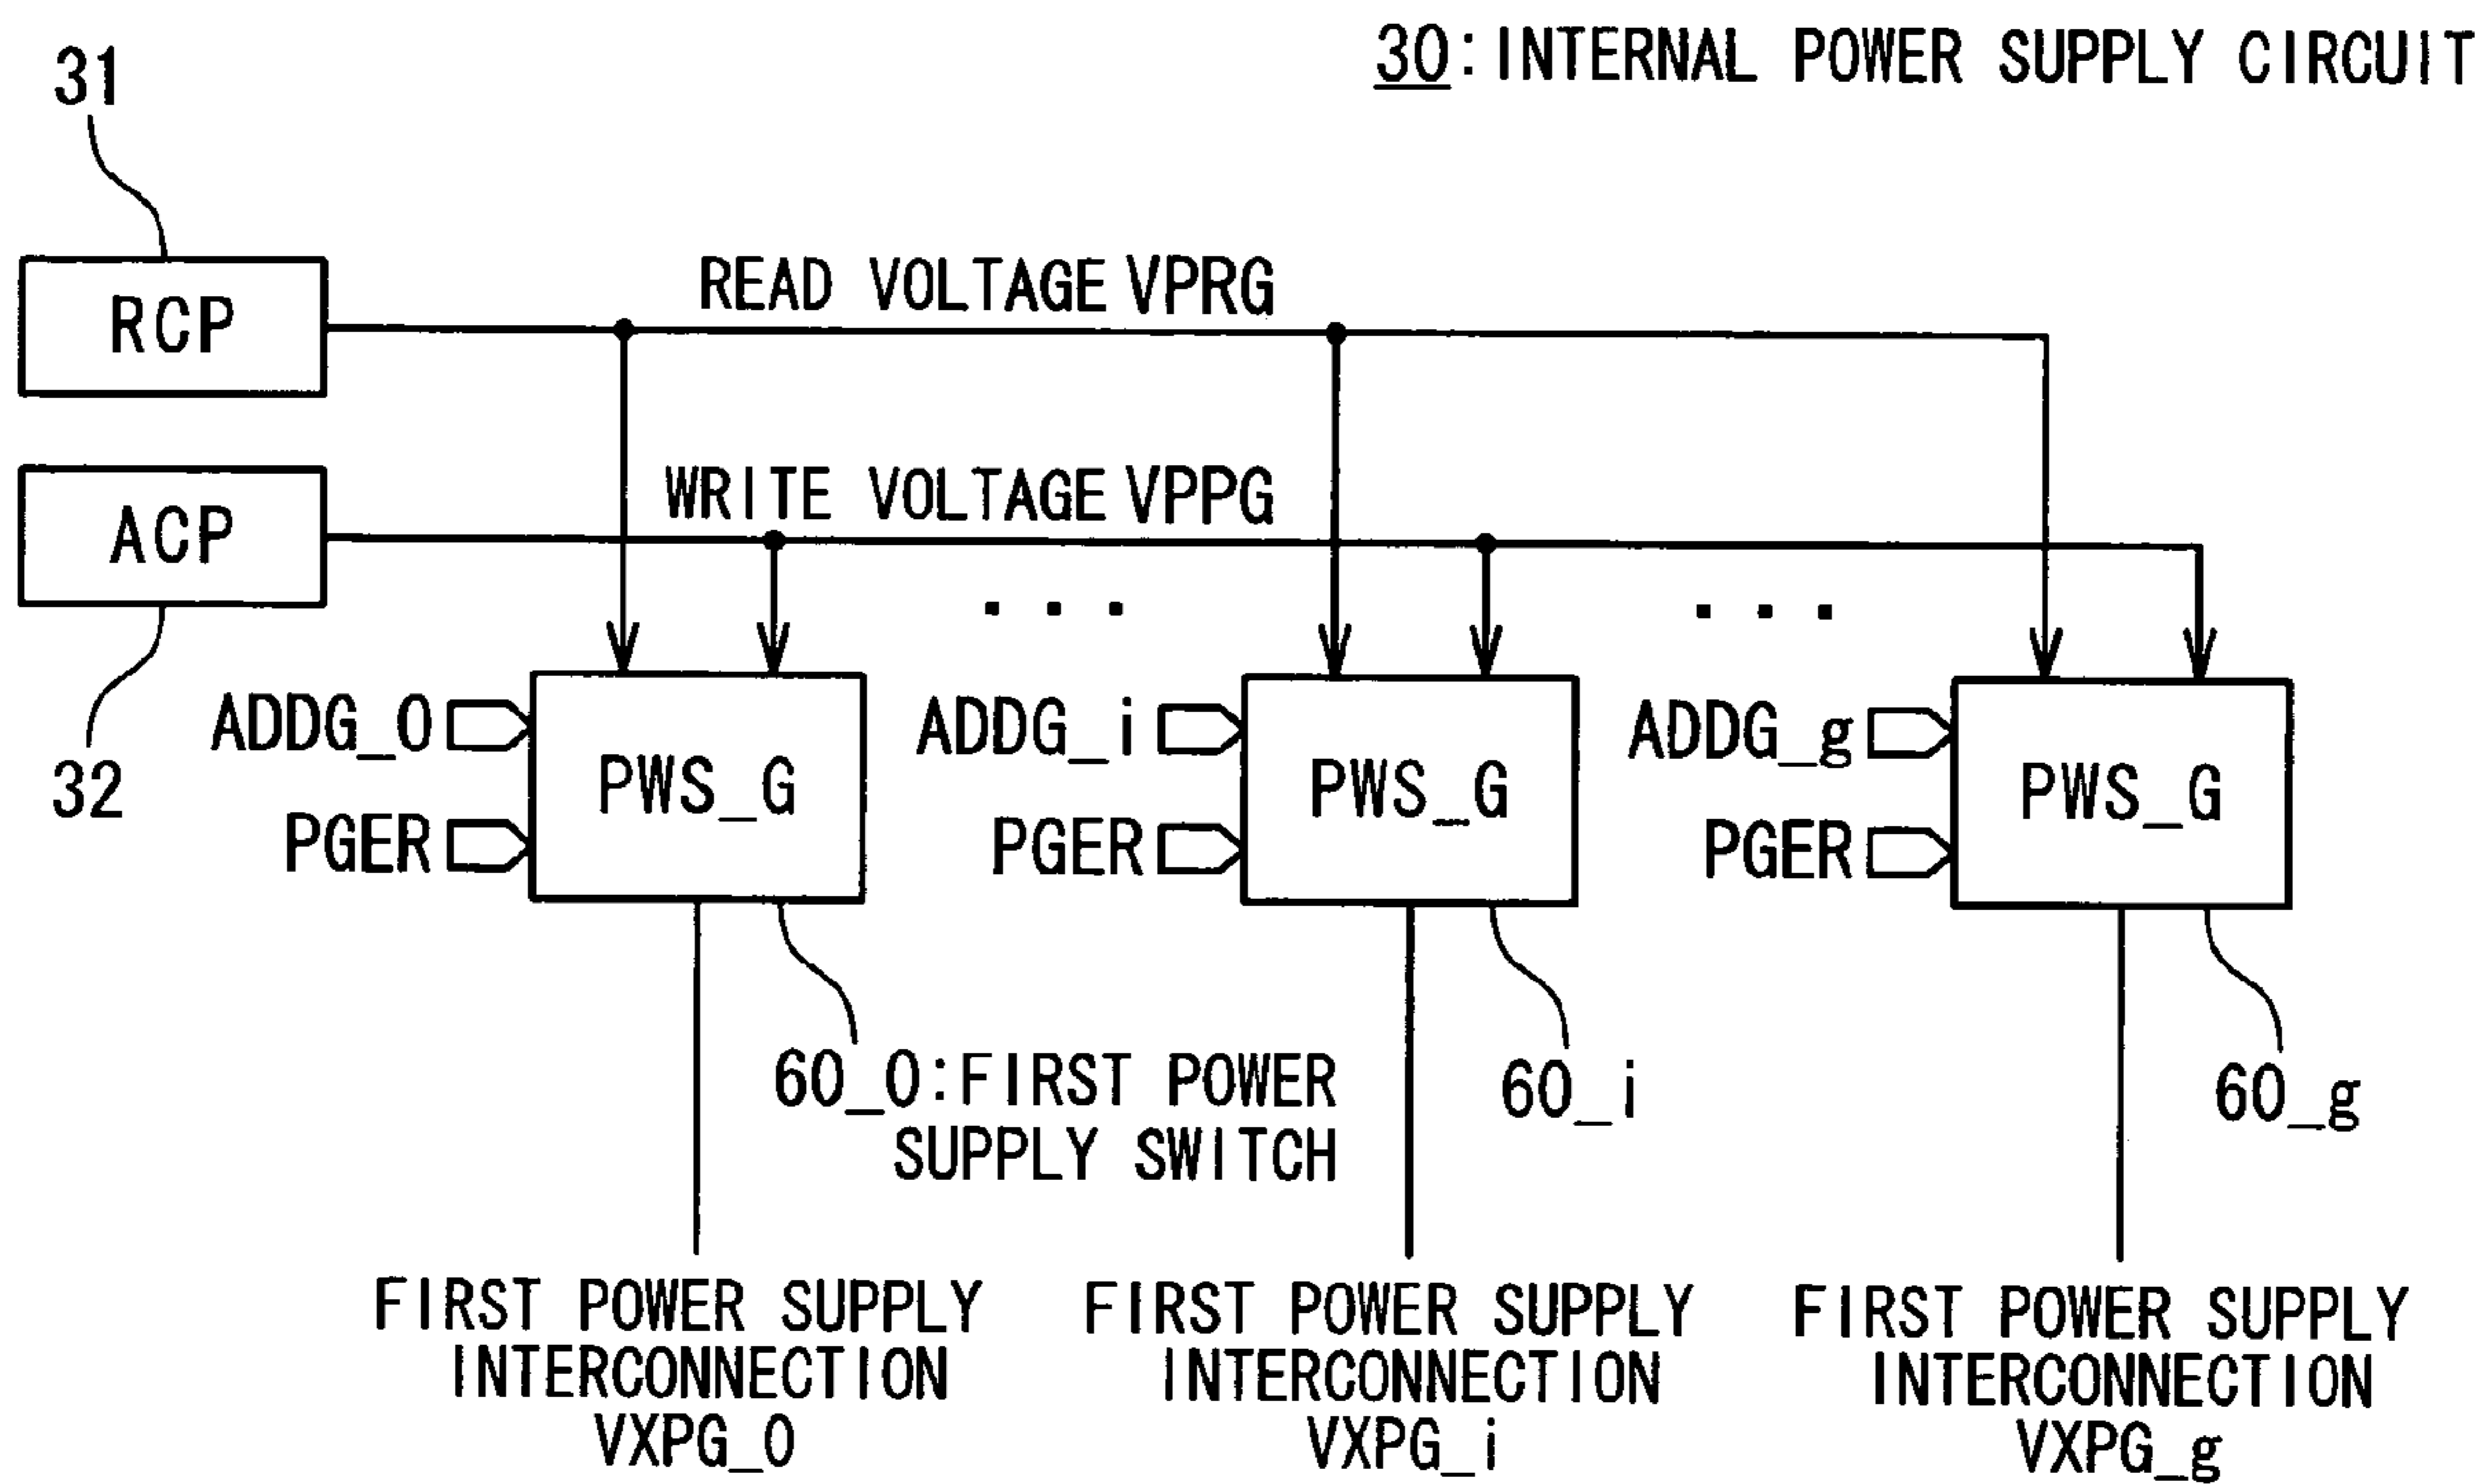 30:INTERNAL POWER SUPPLY CIRCUIT
31
RCP
READ VOLTAGE VPRG
ACP
WRITE VOLTAGE VPPG
32
. . .
. . .
ADDG_0
PGER
PWS_G
ADDG_i
PGER
PWS_G
ADDG_g
PGER
PWS_G
60_0:FIRST POWER
SUPPLY SWITCH
60_i
60_g
FIRST POWER SUPPLY
INTERCONNECTION
VXPG_0
FIRST POWER SUPPLY
INTERCONNECTION
VXPG_i
FIRST POWER SUPPLY
INTERCONNECTION
VXPG_g